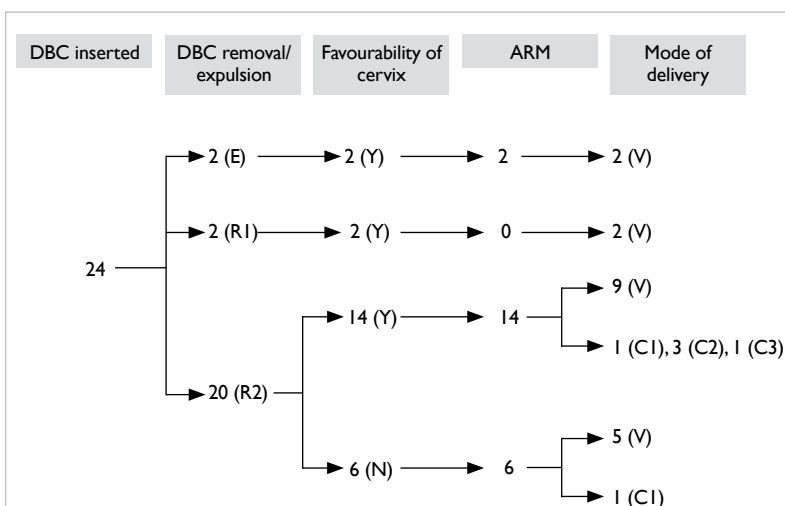 DBC inserted
DBC removal/
expulsion
Favourability of
cervix
ARM
Mode of
delivery
2 (E)
2 (Y)
2
2 (V)
2 (R1)
2 (Y)
0
2 (V)
24
9 (V)
14 (Y)
14
1 (C1), 3 (C2), 1 (C3)
20 (R2)
5 (V)
6 (N)
6
1 (C1)